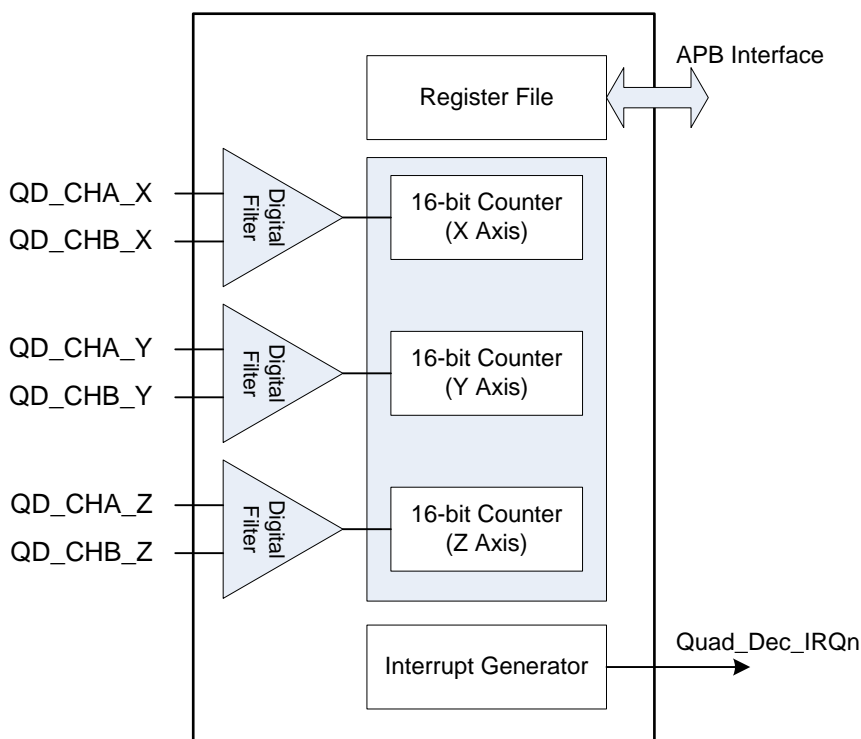 APB Interface
Register File
QD_CHA_X
QD_CHB_X
Digital
Filter
16-bit Counter
(X Axis)
QD_CHA_Y
QD_CHB_Y
Digital
Filter
16-bit Counter
(Y Axis)
QD_CHA_Z
QD_CHB_Z
Digital
Filter
16-bit Counter
(Z Axis)
Interrupt Generator
Quad_Dec_IRQn